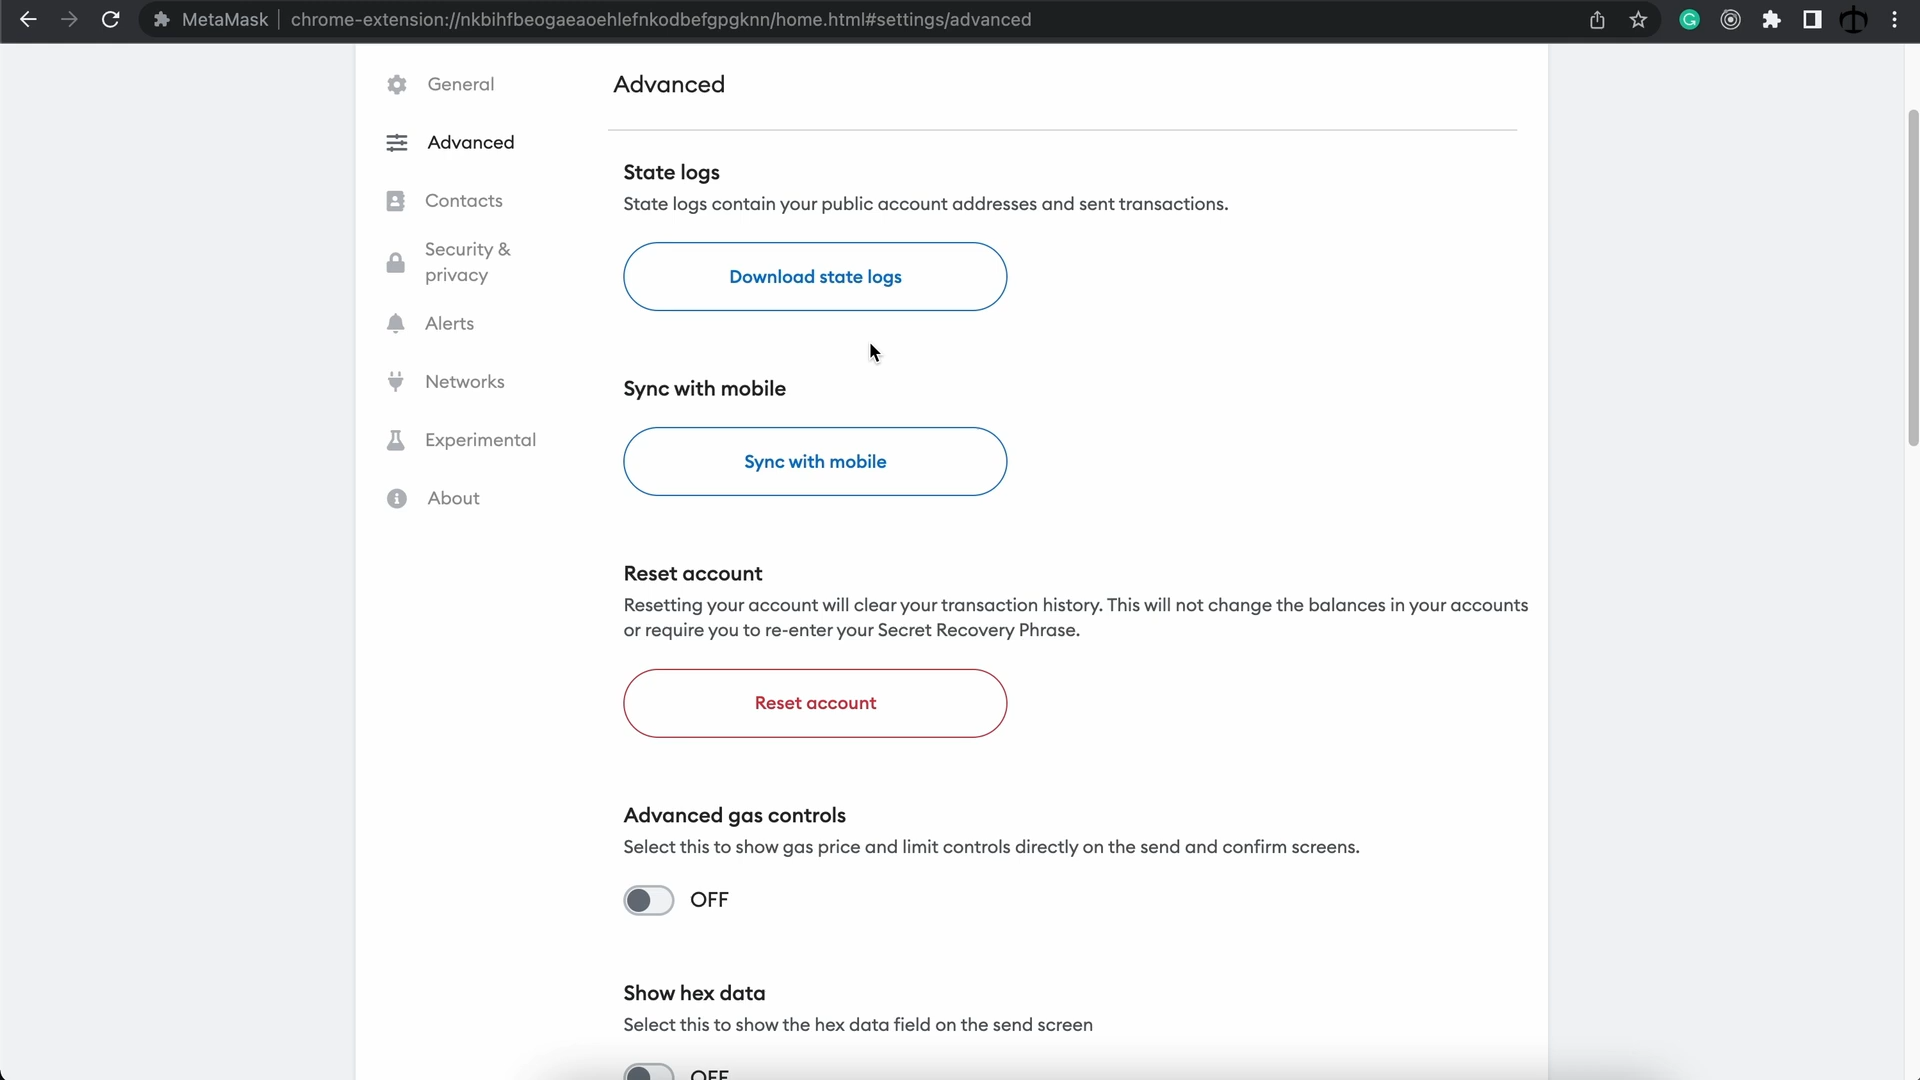 MetaMask | chrome-extension://nkbihfbeogaeaoehlefnkodbefgpgknn/home.html#settings/advanced
General
Advanced
Contacts
Security &
privacy
Alerts
Networks
Experimental
About
Advanced
State logs
State logs contain your public account addresses and sent transactions.
Download state logs
Sync with mobile
Sync with mobile
Reset account
Resetting your account will clear your transaction history. This will not change the balances in your accounts
or require you to re-enter your Secret Recovery Phrase.
Reset account
Advanced gas controls
Select this to show gas price and limit controls directly on the send and confirm screens.
OFF
Show hex data
Select this to show the hex data field on the send screen
OFF